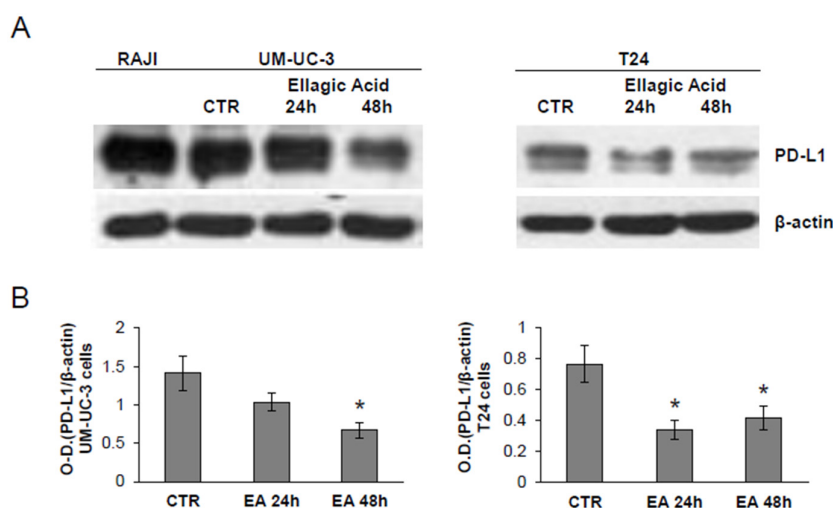 A
RAJI UM-UC-3 T24
Ellagic Acid Ellagic Acid
CTR 24h 48h CTR 24h 48h
PD-L1
β-actin
B
O-D.(PD-L1/β-actin)
UM-UC-3 cells
2
1.5
1
0.5
0
*
CTR EA 24h EA 48h
O.D.(PD-L1/β-actin)
T24 cells
1
0.8
0.6
0.4
0.2
0
* *
CTR EA 24h EA 48h